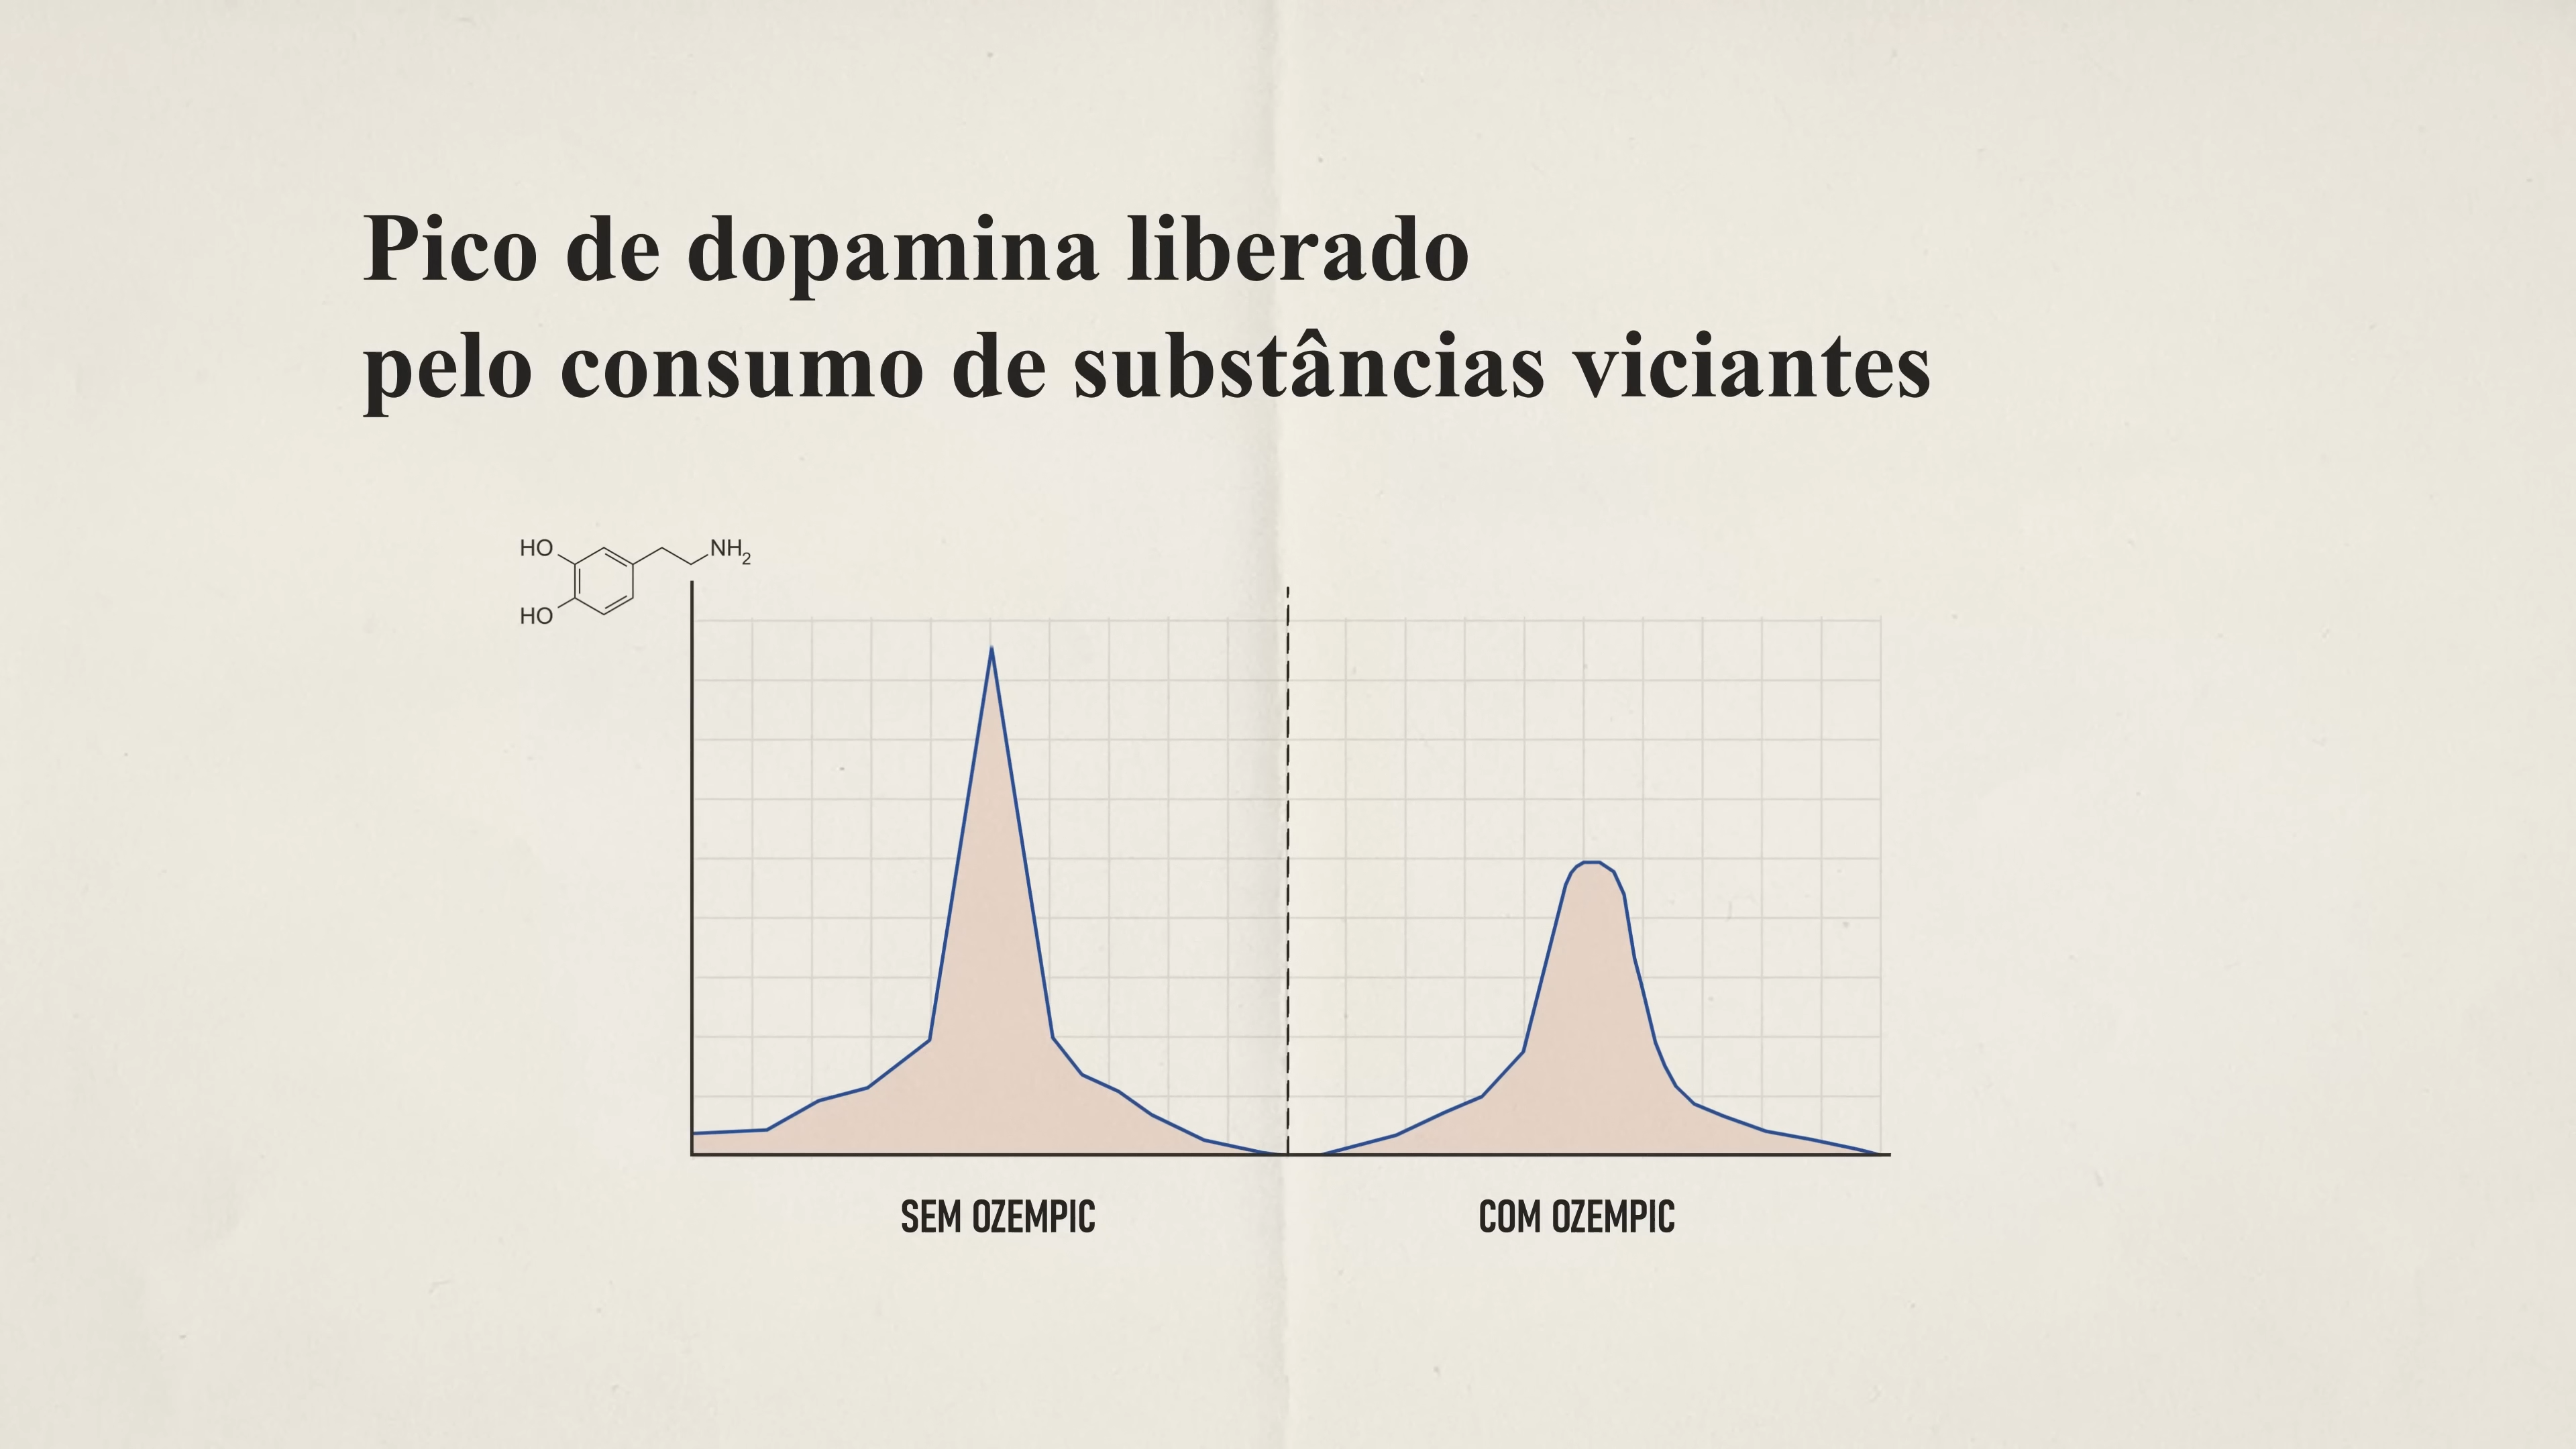 Pico de dopamina liberado
pelo consumo de substâncias viciantes
HO
NH2
HO
SEM OZEMPIC
COM OZEMPIC